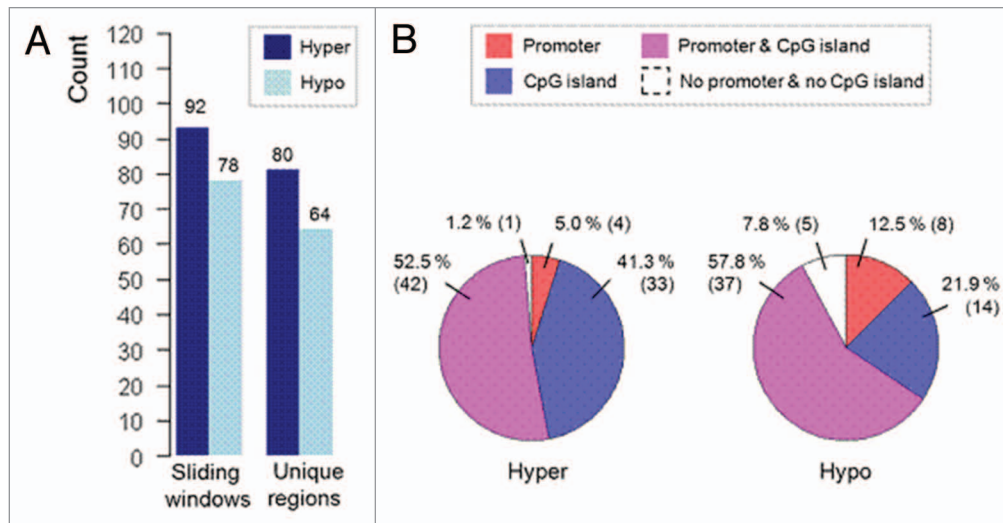 A
Count
120
110
100
90
80
70
60
50
40
30
20
10
0
Hyper
Hypo
92
78
80
64
Sliding
windows
Unique
regions
B
Promoter
Promoter & CpG island
CpG island
No promoter & no CpG island
1.2 % (1)
5.0 % (4)
52.5 %
(42)
41.3 %
(33)
Hyper
7.8 % (5)
12.5 % (8)
57.8 %
(37)
21.9 %
(14)
Hypo